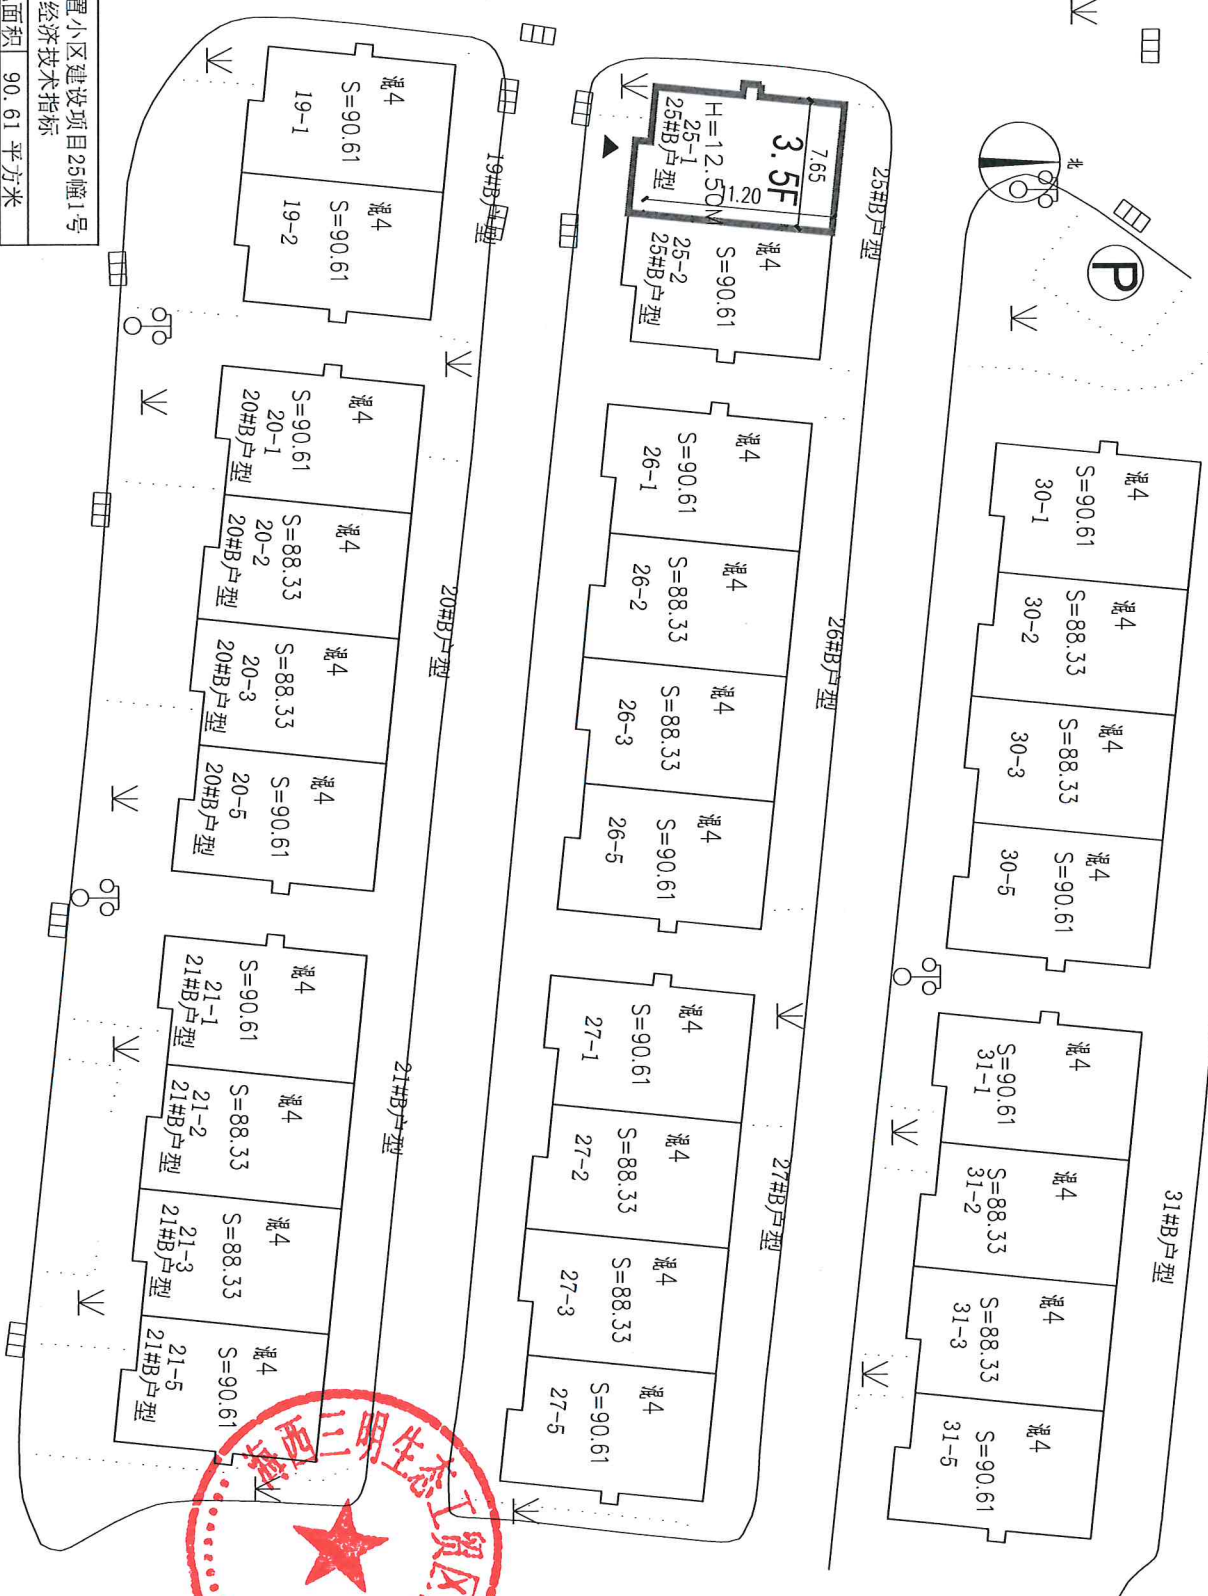 置小区建设项目25幢1号
经济技术指标
面积 90.61 平方米
北
P
混4
S=90.61
19-1
混4
S=90.61
19-2
19#B户型
混4
S=90.61
20-1
20#B户型
混4
S=88.33
20-2
20#B户型
混4
S=88.33
20-3
20#B户型
混4
S=90.61
20-5
20#B户型
20#B户型
混4
S=90.61
21-1
21#B户型
混4
S=88.33
21-2
21#B户型
混4
S=88.33
21-3
21#B户型
混4
S=90.61
21-5
21#B户型
21#B户型
7.65
3.5F
11.20
H=12.50M
25-1
25#B户型
混4
S=90.61
25-2
25#B户型
25#B户型
混4
S=90.61
26-1
混4
S=88.33
26-2
混4
S=88.33
26-3
混4
S=90.61
26-5
26#B户型
混4
S=90.61
27-1
混4
S=88.33
27-2
混4
S=88.33
27-3
混4
S=90.61
27-5
27#B户型
混4
S=90.61
30-1
混4
S=88.33
30-2
混4
S=88.33
30-3
混4
S=90.61
30-5
混4
S=90.61
31-1
混4
S=88.33
31-2
混4
S=88.33
31-3
混4
S=90.61
31-5
31#B户型
海西三明生态工贸区